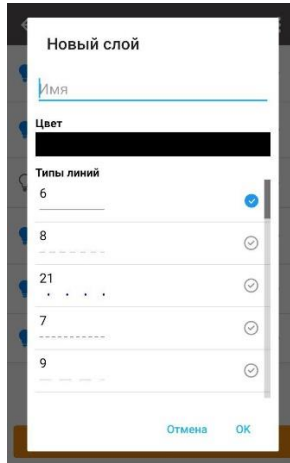 Новый слой
Имя
Цвет
Типы линий
6
8
21
7
9
Отмена OK